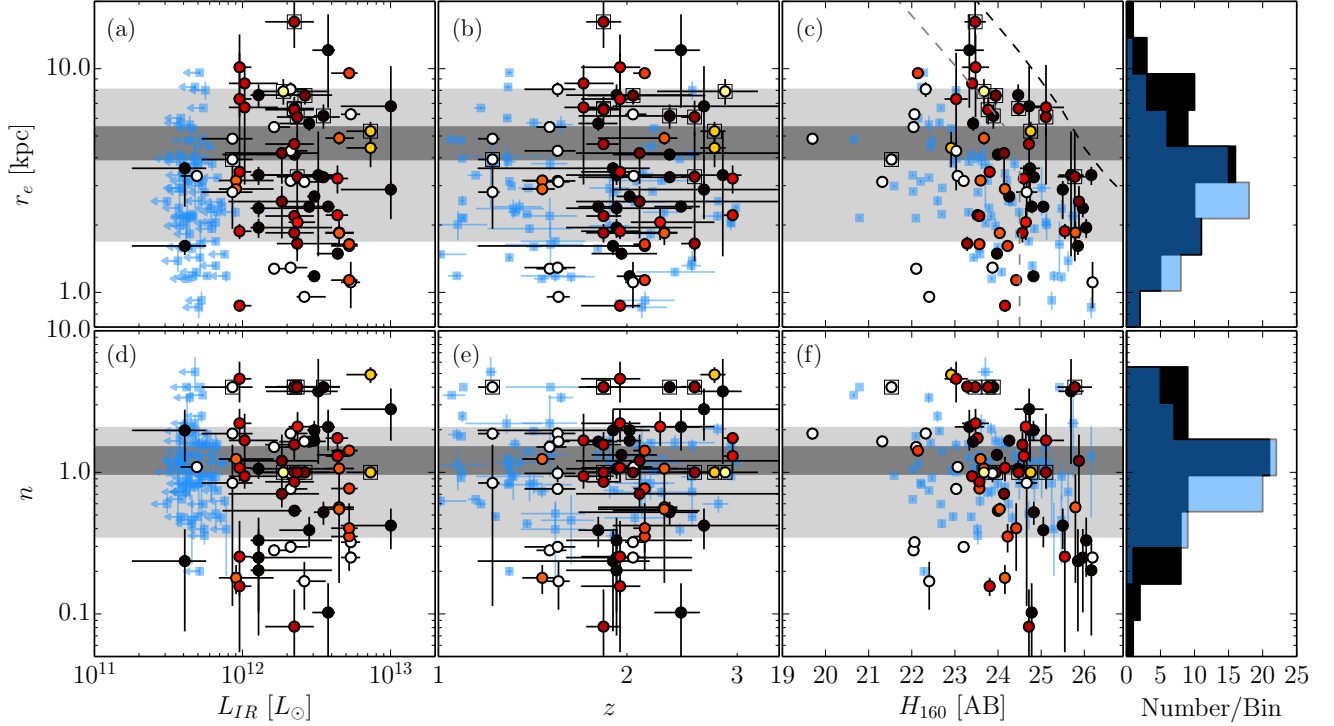 (a) (b) (c)
10.0
r_e [kpc]
1.0
10.0
(d) (e) (f)
n
1.0
0.1
10^11 10^12 10^13 1 2 3 19 20 21 22 23 24 25 26 0 5 10 15 20 25
L_IR [L_⊙] z H_160 [AB] Number/Bin